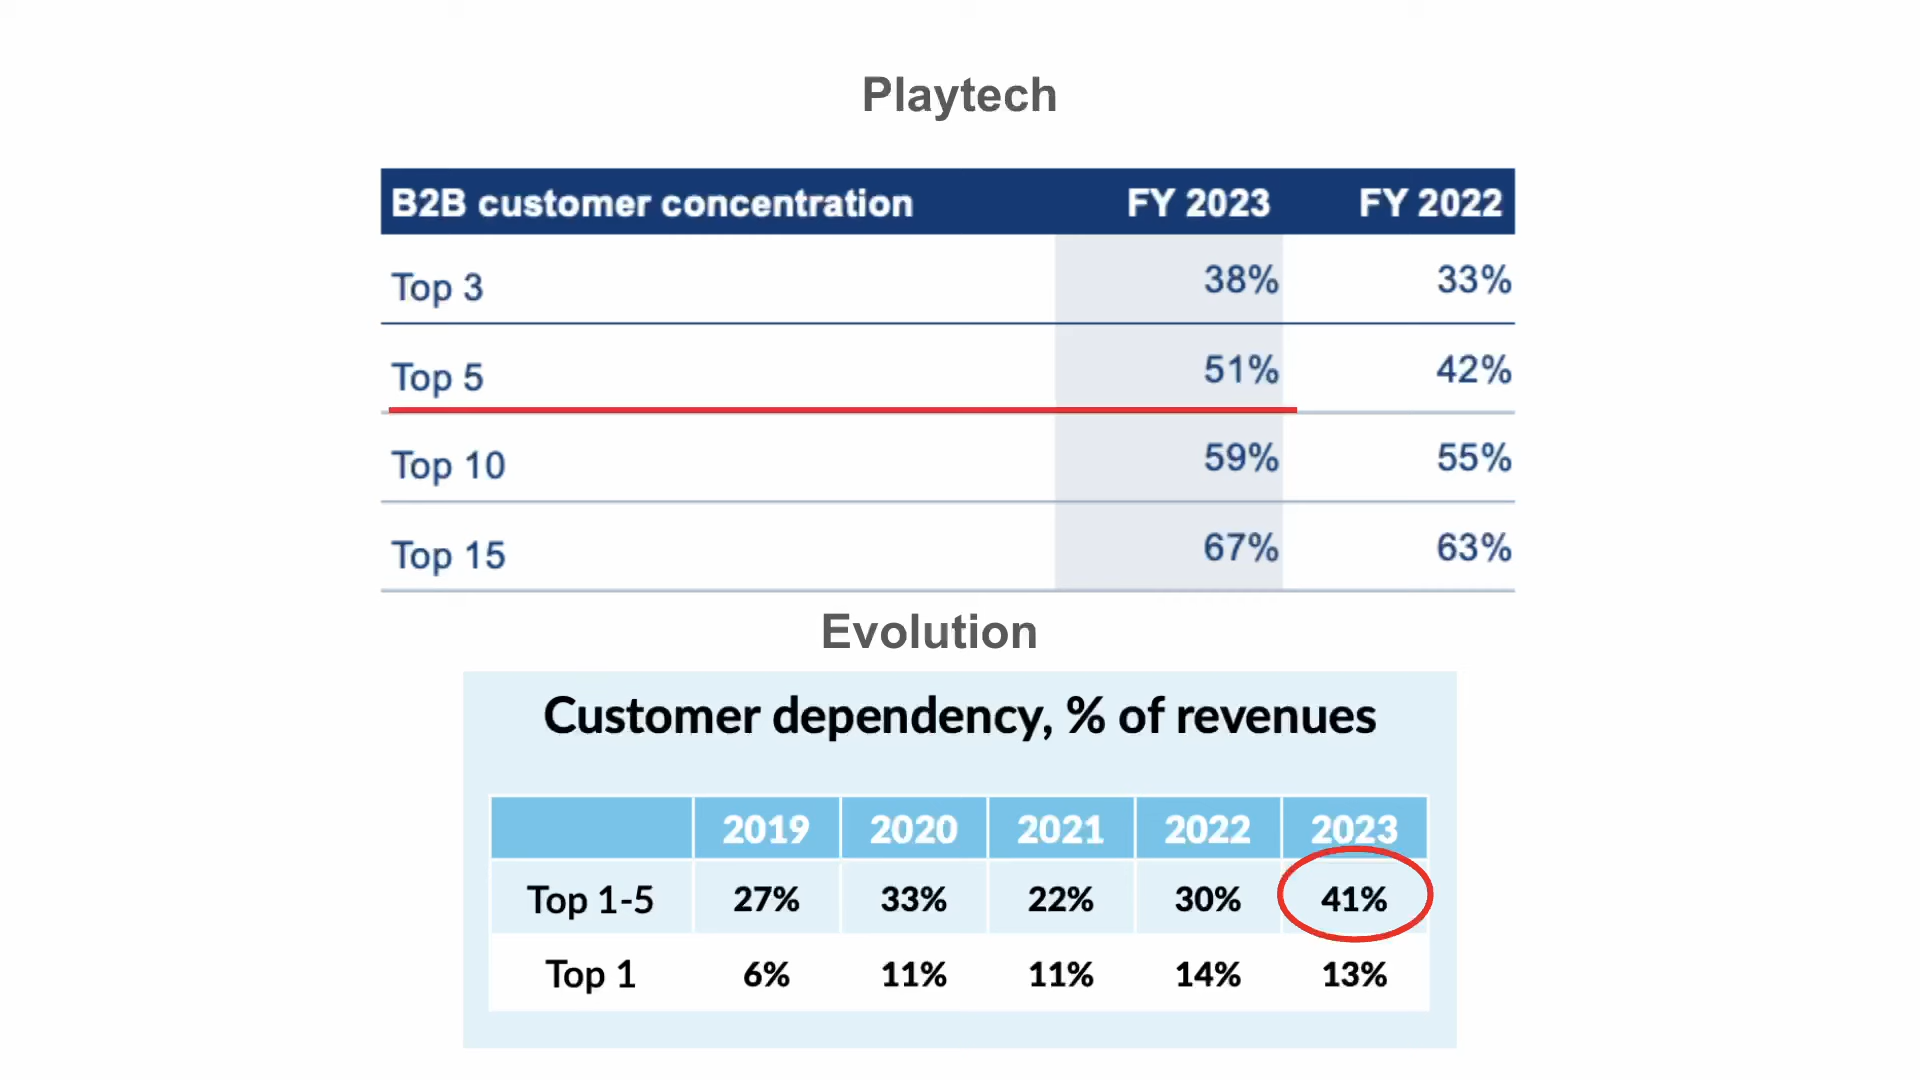 Playtech
B2B customer concentration FY 2023 FY 2022
Top 3 38% 33%
Top 5 51% 42%
Top 10 59% 55%
Top 15 67% 63%
Evolution
Customer dependency, % of revenues
2019 2020 2021 2022 2023
Top 1-5 27% 33% 22% 30% 41%
Top 1 6% 11% 11% 14% 13%